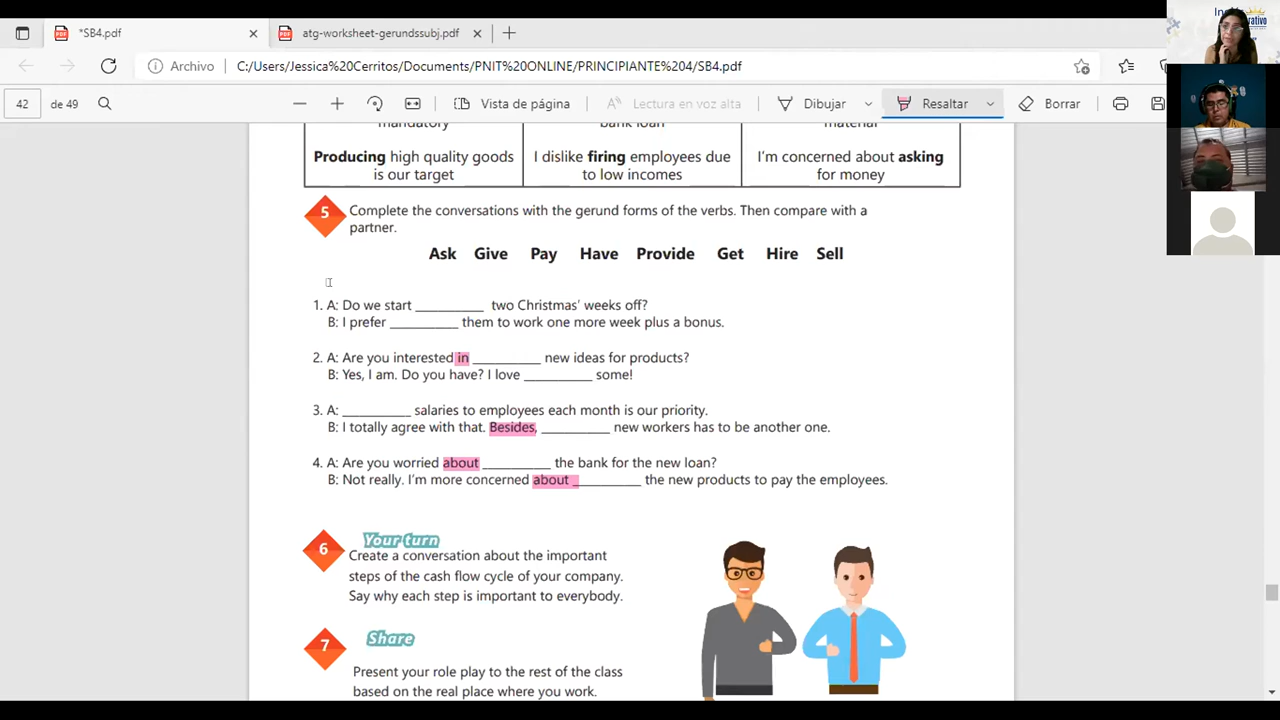 *SB4.pdf
atg-worksheet-gerundssubj.pdf
Archivo
C:/Users/Jessica%20Cerritos/Documents/PNIT%20ONLINE/PRINCIPIANTE%204/SB4.pdf
42 de 49
Vista de página
Lectura en voz alta
Dibujar
Resaltar
Borrar
mandatory
bank loan
material
Producing high quality goods
is our target
I dislike firing employees due
to low incomes
I'm concerned about asking
for money
5
Complete the conversations with the gerund forms of the verbs. Then compare with a
partner.
Ask Give Pay Have Provide Get Hire Sell
1. A: Do we start __________ two Christmas' weeks off?
B: I prefer __________ them to work one more week plus a bonus.
2. A: Are you interested in __________ new ideas for products?
B: Yes, I am. Do you have? I love __________ some!
3. A: __________ salaries to employees each month is our priority.
B: I totally agree with that. Besides, __________ new workers has to be another one.
4. A: Are you worried about __________ the bank for the new loan?
B: Not really. I'm more concerned about __________ the new products to pay the employees.
6
Your turn
Create a conversation about the important
steps of the cash flow cycle of your company.
Say why each step is important to everybody.
7
Share
Present your role play to the rest of the class
based on the real place where you work.